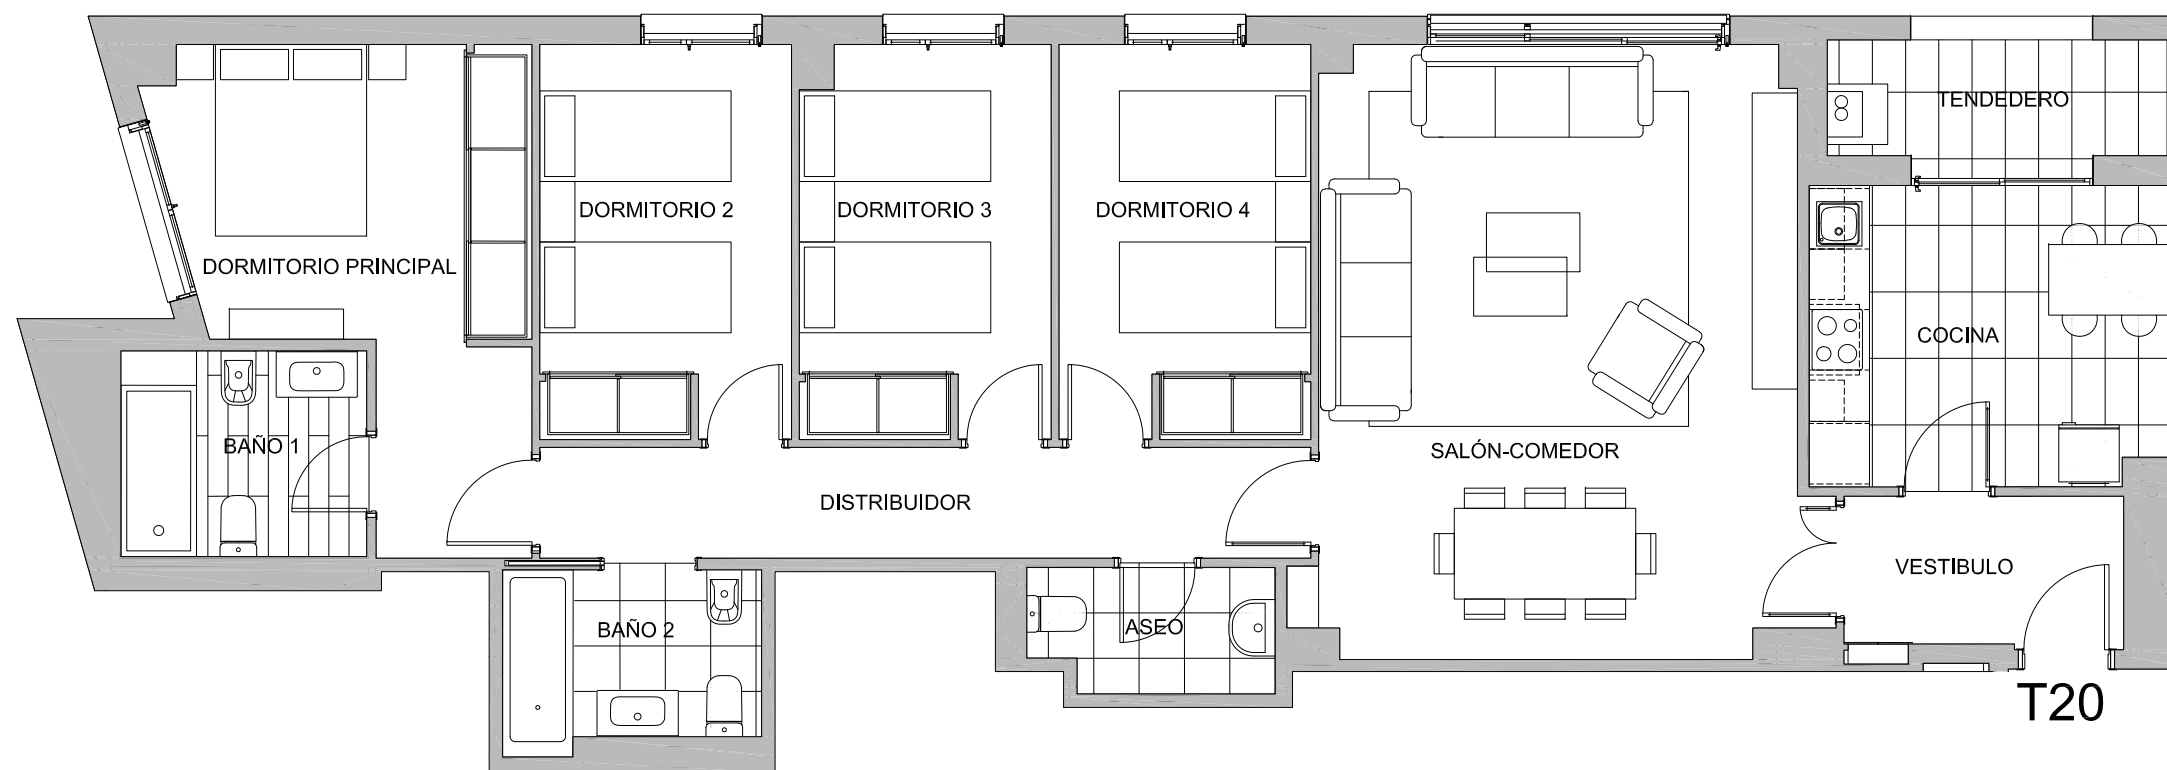 TENDEDERO
DORMITORIO 2
DORMITORIO 3
DORMITORIO 4
DORMITORIO PRINCIPAL
COCINA
BAÑO 1
SALÓN-COMEDOR
DISTRIBUIDOR
VESTÍBULO
BAÑO 2
ASEO
T20